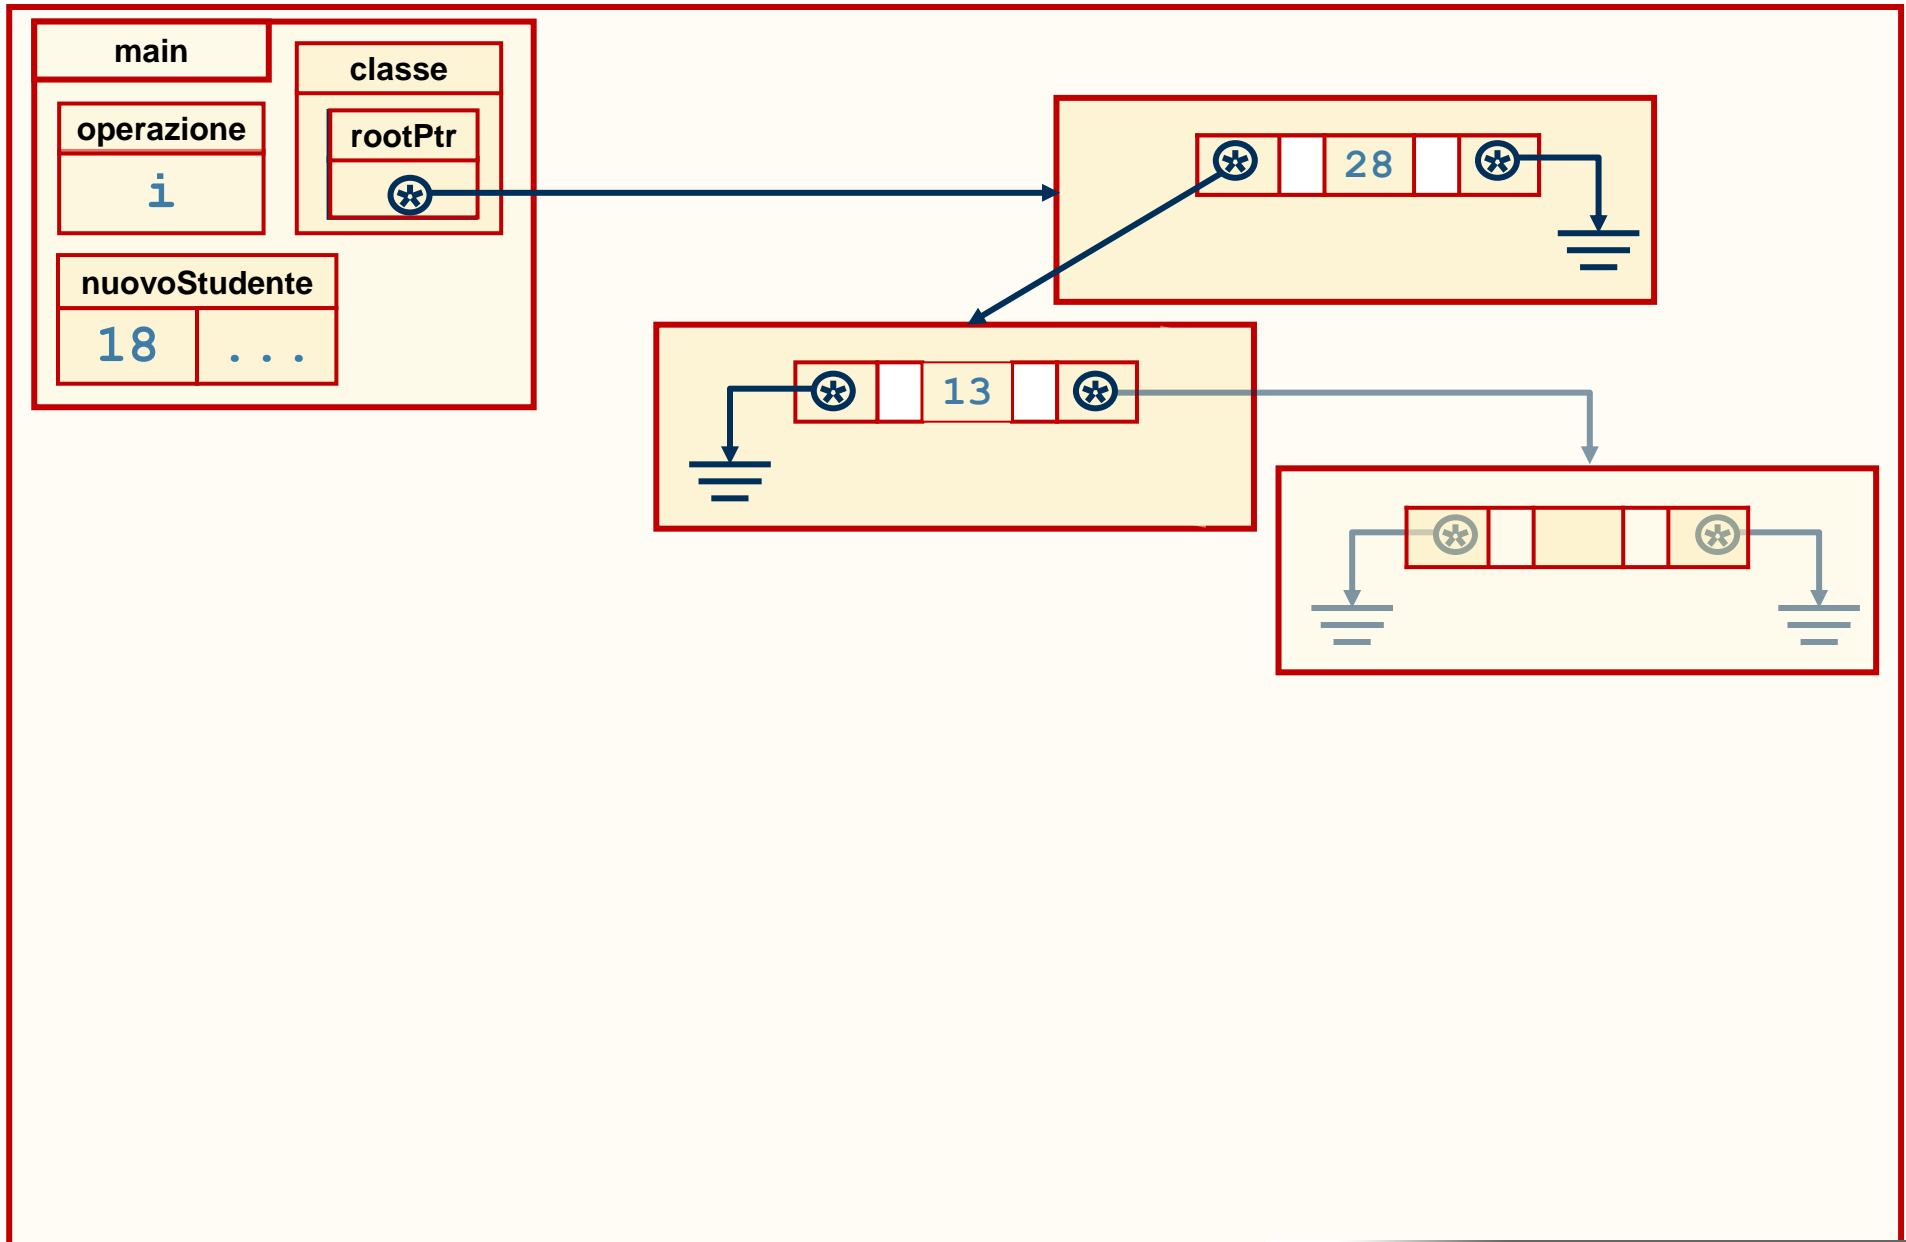 main
classe
operazione
rootPtr
i
28
nuovoStudente
18 ...
13